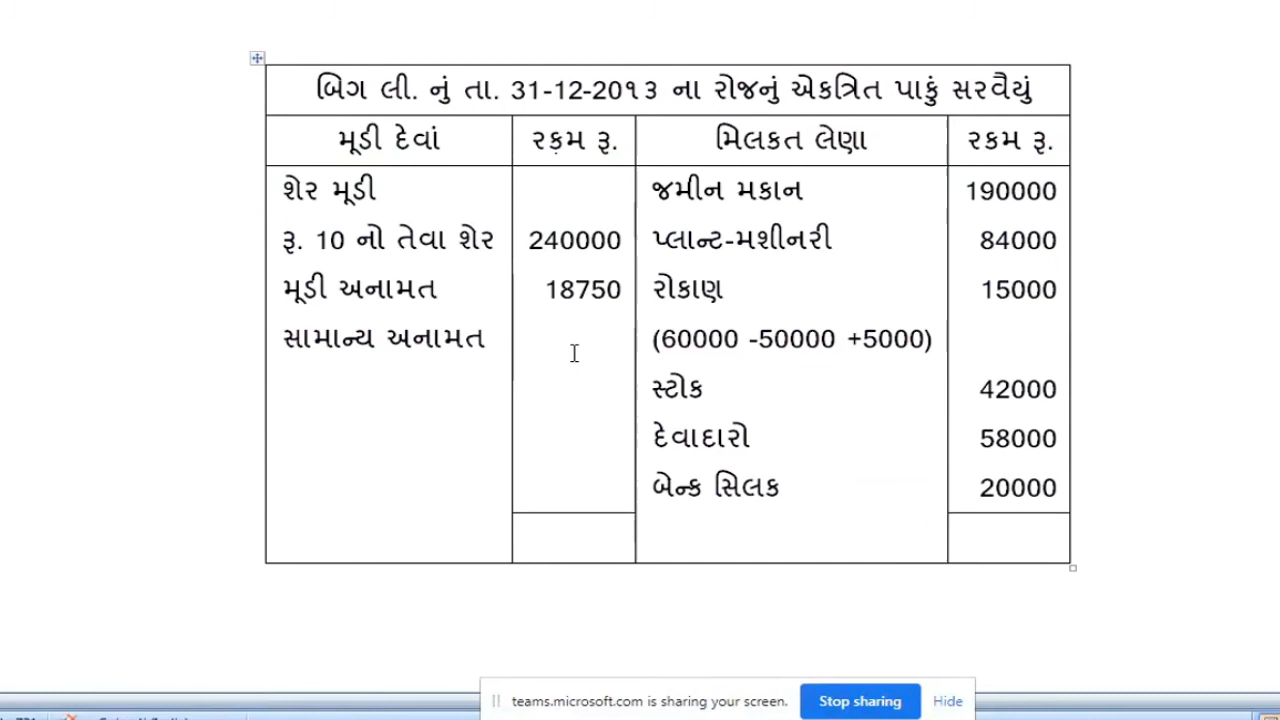 બિગ લી. નું તા. 31-12-20૧૩ ના રોજનું એકત્રિત પાકું સરવૈયું
મૂડી દેવાં રક઼મ રૂ. મિલકત લેણા રકમ રૂ.
શેર મૂડી જમીન મકાન 190000
રૂ. 10 નો તેવા શેર 240000 પ્લાન્ટ-મશીનરી 84000
મૂડી અનામત 18750 રોકાણ 15000
સામાન્ય અનામત (60000 -50000 +5000)
સ્ટોક 42000
દેવાદારો 58000
બેન્ક સિલક 20000
teams.microsoft.com is sharing your screen. Stop sharing Hide